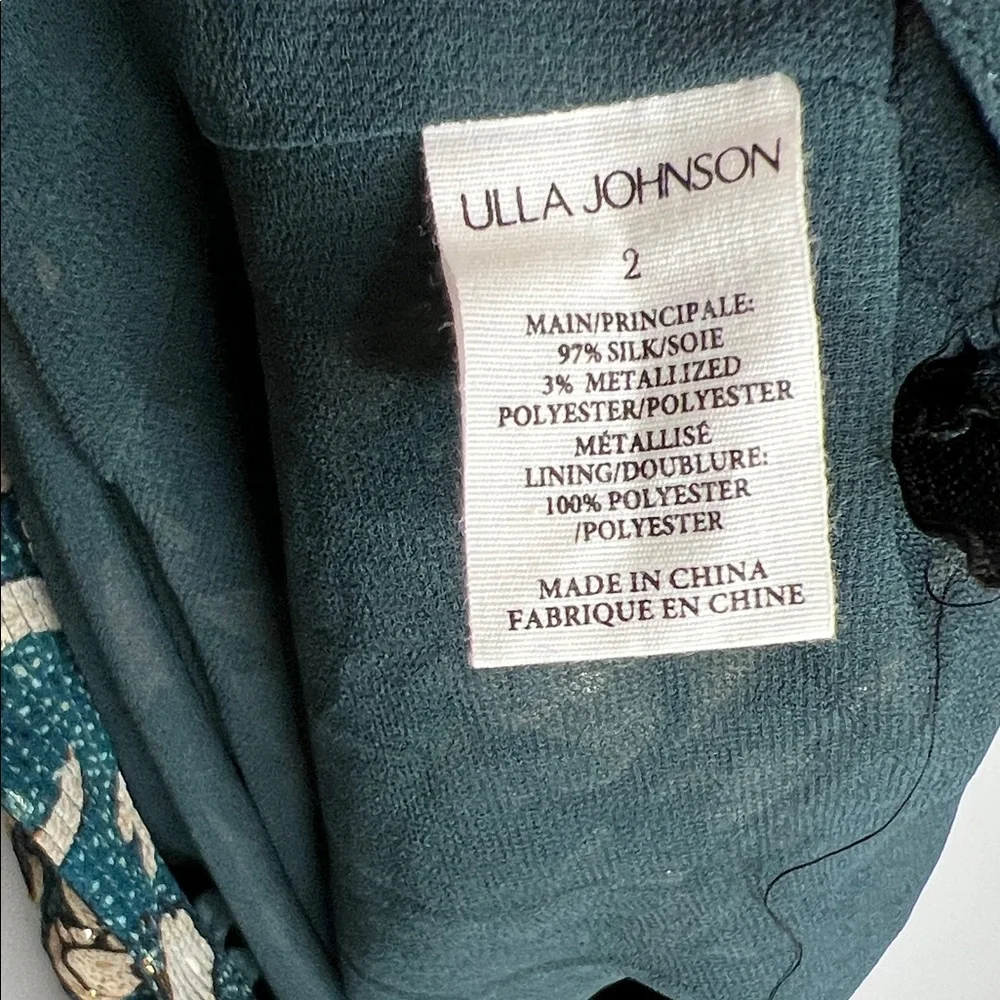 ULLA JOHNSON
2
MAIN/PRINCIPALE:
97% SILK/SOIE
3% METALLIZED
POLYESTER/POLYESTER
MÉTALLISÉ
LINING/DOUBLURE:
100% POLYESTER
/POLYESTER
MADE IN CHINA
FABRIQUE EN CHINE